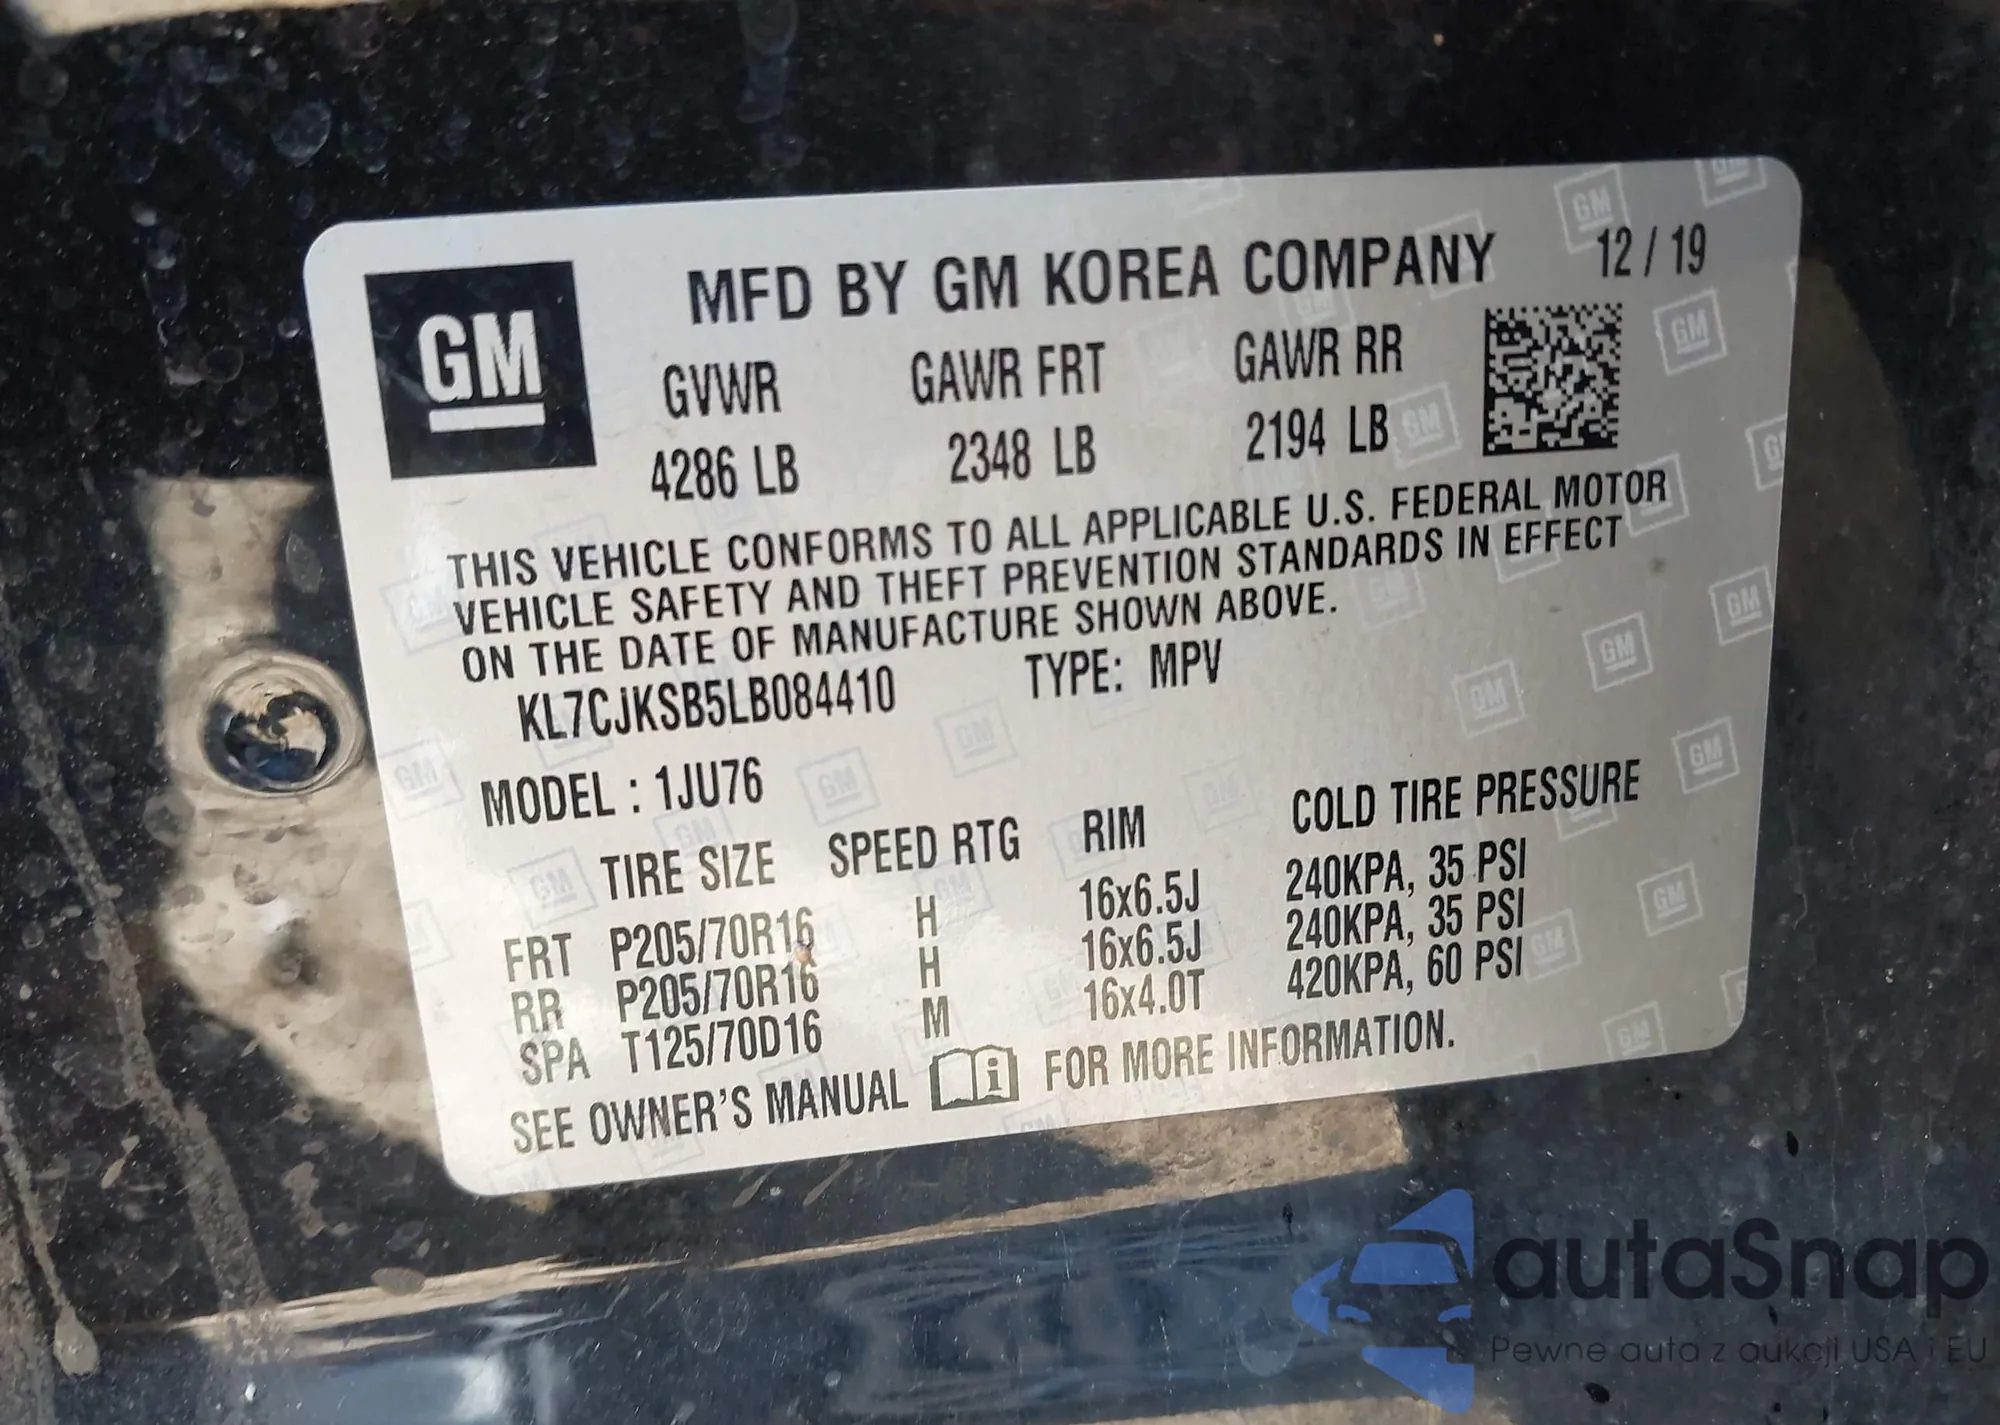 GM
MFD BY GM KOREA COMPANY 12 / 19
GVWR GAWR FRT GAWR RR
4286 LB 2348 LB 2194 LB
THIS VEHICLE CONFORMS TO ALL APPLICABLE U.S. FEDERAL MOTOR
VEHICLE SAFETY AND THEFT PREVENTION STANDARDS IN EFFECT
ON THE DATE OF MANUFACTURE SHOWN ABOVE.
KL7CJKSB5LB084410 TYPE: MPV
MODEL : 1JU76
TIRE SIZE SPEED RTG RIM COLD TIRE PRESSURE
FRT P205/70R16 H 16x6.5J 240KPA, 35 PSI
RR P205/70R16 H 16x6.5J 240KPA, 35 PSI
SPA T125/70D16 M 16x4.0T 420KPA, 60 PSI
SEE OWNER'S MANUAL FOR MORE INFORMATION.
autaSnap
Pewne auta z aukcji USA i EU